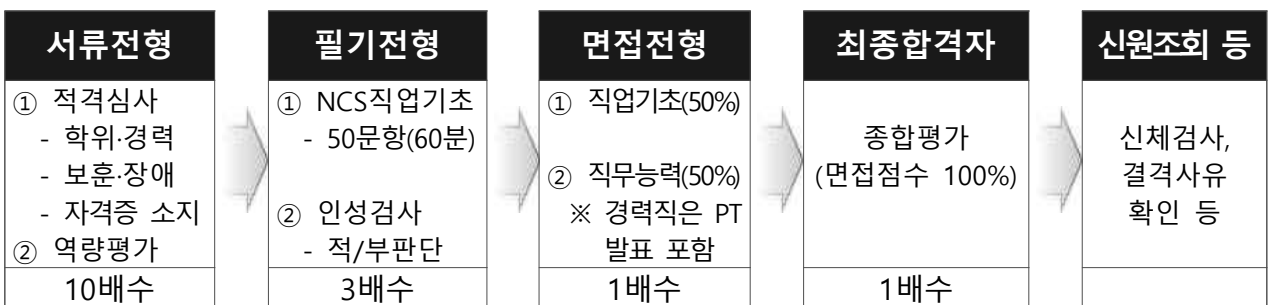 서류전형
① 적격심사
- 학위·경력
- 보훈·장애
- 자격증 소지
② 역량평가
10배수
필기전형
① NCS직업기초
- 50문항(60분)
② 인성검사
- 적/부판단
3배수
면접전형
① 직업기초(50%)
② 직무능력(50%)
※ 경력직은 PT
발표 포함
1배수
최종합격자
종합평가
(면접점수 100%)
1배수
신원조회 등
신체검사,
결격사유
확인 등